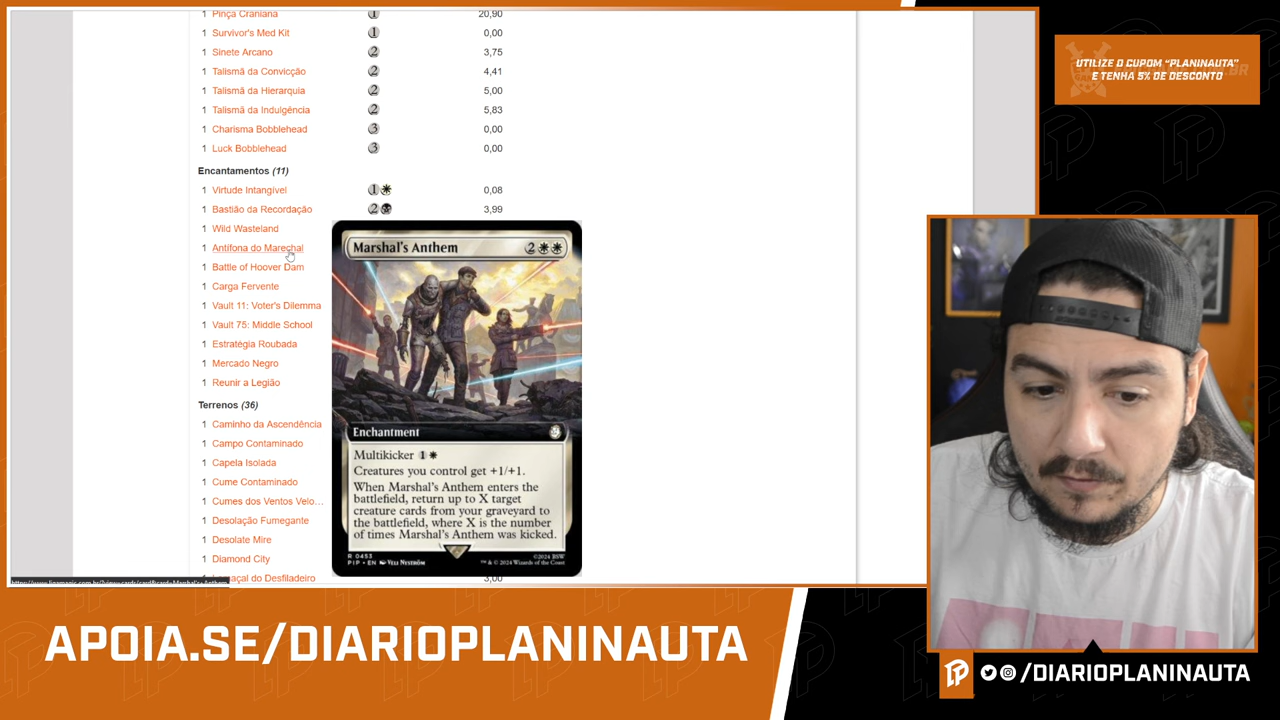 1 Pinça Craniana 1 20,90
1 Survivor's Med Kit 1 0,00
1 Sinete Arcano 2 3,75
1 Talismã da Convicção 2 4,41
1 Talismã da Hierarquia 2 5,00
1 Talismã da Indulgência 2 5,83
1 Charisma Bobblehead 3 0,00
1 Luck Bobblehead 3 0,00
Encantamentos (11)
1 Virtude Intangível 1 0,08
1 Bastião da Recordação 2 3,99
1 Wild Wasteland
1 Antífona do Marechal
1 Battle of Hoover Dam
1 Carga Fervente
1 Vault 11: Voter's Dilemma
1 Vault 75: Middle School
1 Estratégia Roubada
1 Mercado Negro
1 Reunir a Legião
Terrenos (36)
1 Caminho da Ascendência
1 Campo Contaminado
1 Capela Isolada
1 Cume Contaminado
1 Cumes dos Ventos Velo...
1 Desolação Fumegante
1 Desolate Mire
1 Diamond City
do Desfiladeiro 3,00
Marshal's Anthem 2
Enchantment
Multikicker 1
Creatures you control get +1/+1.
When Marshal's Anthem enters the
battlefield, return up to X target
creature cards from your graveyard to
the battlefield, where X is the number
of times Marshal's Anthem was kicked.
R 0453
PIP • EN VELI NYSTRÖM
©2024 BSW
™ & © 2024 Wizards of the Coast
UTILIZE O CUPOM "PLANINAUTA"
E TENHA 5% DE DESCONTO
APOIA.SE/DIARIOPLANINAUTA
/DIARIOPLANINAUTA